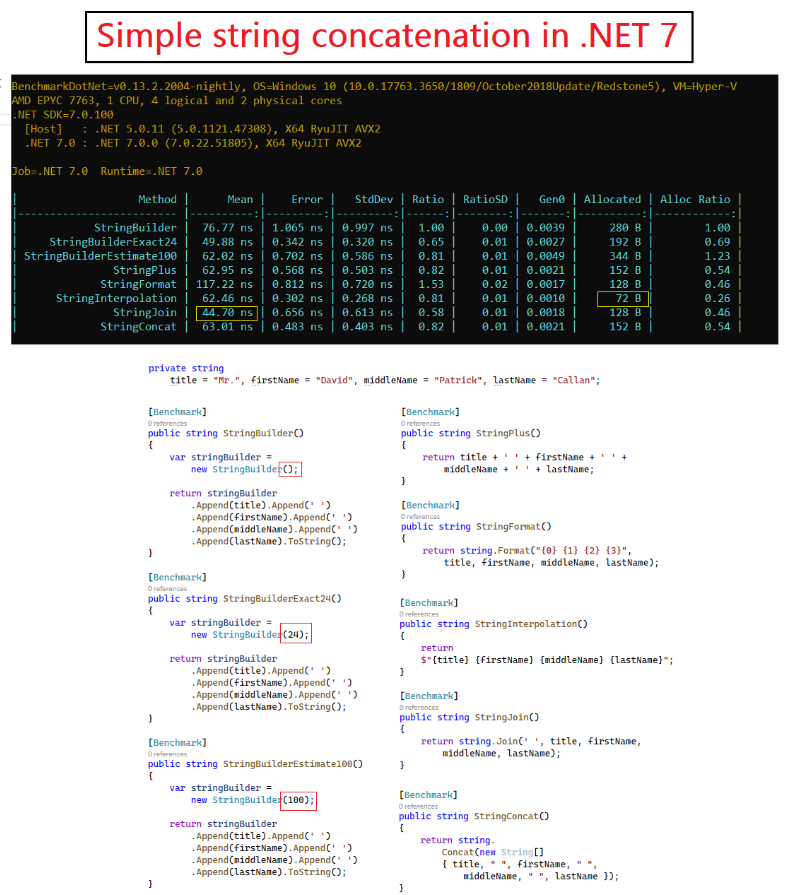 Simple string concatenation in .NET 7
BenchmarkDotNet=v0.13.2.2004-nightly, OS=Windows 10 (10.0.17763.3650/1809/October2018Update/Redstone5), VM=Hyper-V
AMD EPYC 7763, 1 CPU, 4 logical and 2 physical cores
.NET SDK=7.0.100
[Host] : .NET 5.0.11 (5.0.1121.47308), X64 RyuJIT AVX2
.NET 7.0 : .NET 7.0.0 (7.0.22.51805), X64 RyuJIT AVX2
Job=.NET 7.0 Runtime=.NET 7.0
| Method | Mean | Error | StdDev | Ratio | RatioSD | Gen0 | Allocated | Alloc Ratio |
|---------------------- |----------:|---------:|---------:|------:|--------:|-------:|----------:|------------:|
| StringBuilder | 76.77 ns | 1.065 ns | 0.997 ns | 1.00 | 0.00 | 0.0039 | 280 B | 1.00 |
| StringBuilderExact24 | 49.88 ns | 0.342 ns | 0.320 ns | 0.65 | 0.01 | 0.0027 | 192 B | 0.69 |
| StringBuilderEstimate100 | 62.02 ns | 0.702 ns | 0.586 ns | 0.81 | 0.01 | 0.0049 | 344 B | 1.23 |
| StringPlus | 62.95 ns | 0.568 ns | 0.503 ns | 0.82 | 0.01 | 0.0021 | 152 B | 0.54 |
| StringFormat | 117.22 ns | 0.812 ns | 0.720 ns | 1.53 | 0.02 | 0.0017 | 128 B | 0.46 |
| StringInterpolation | 62.46 ns | 0.302 ns | 0.268 ns | 0.81 | 0.01 | 0.0010 | 72 B | 0.26 |
| StringJoin | 44.70 ns | 0.656 ns | 0.613 ns | 0.58 | 0.01 | 0.0018 | 128 B | 0.46 |
| StringConcat | 63.01 ns | 0.483 ns | 0.403 ns | 0.82 | 0.01 | 0.0021 | 152 B | 0.54 |
private string
title = "Mr.", firstName = "David", middleName = "Patrick", lastName = "Callan";
[Benchmark]
0 references
public string StringBuilder()
{
var stringBuilder =
new StringBuilder();
return stringBuilder
.Append(title).Append(' ')
.Append(firstName).Append(' ')
.Append(middleName).Append(' ')
.Append(lastName).ToString();
}
[Benchmark]
0 references
public string StringBuilderExact24()
{
var stringBuilder =
new StringBuilder(24);
return stringBuilder
.Append(title).Append(' ')
.Append(firstName).Append(' ')
.Append(middleName).Append(' ')
.Append(lastName).ToString();
}
[Benchmark]
0 references
public string StringBuilderEstimate100()
{
var stringBuilder =
new StringBuilder(100);
return stringBuilder
.Append(title).Append(' ')
.Append(firstName).Append(' ')
.Append(middleName).Append(' ')
.Append(lastName).ToString();
}
[Benchmark]
0 references
public string StringPlus()
{
return title + ' ' + firstName + ' ' +
middleName + ' ' + lastName;
}
[Benchmark]
0 references
public string StringFormat()
{
return string.Format("{0} {1} {2} {3}",
title, firstName, middleName, lastName);
}
[Benchmark]
0 references
public string StringInterpolation()
{
return
$"{title} {firstName} {middleName} {lastName}";
}
[Benchmark]
0 references
public string StringJoin()
{
return string.Join(' ', title, firstName,
middleName, lastName);
}
[Benchmark]
0 references
public string StringConcat()
{
return string.
Concat(new String[]
{ title, " ", firstName, " ",
middleName, " ", lastName });
}